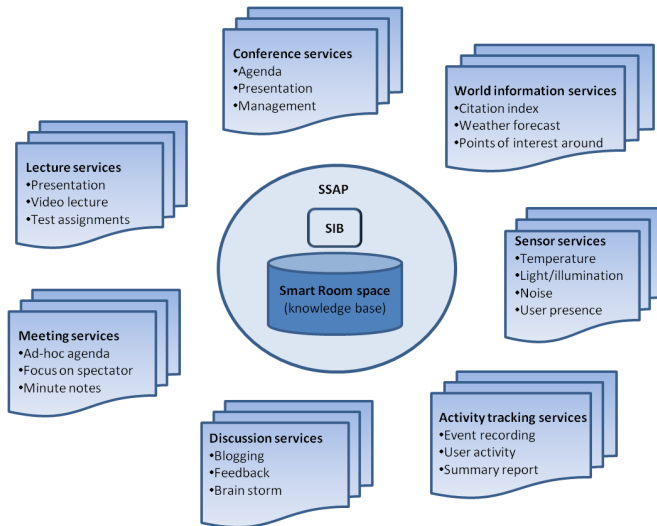 Conference services
•Agenda
•Presentation
•Management
World information services
•Citation index
•Weather forecast
•Points of interest around
Lecture services
•Presentation
•Video lecture
•Test assignments
SSAP
SIB
Smart Room space
(knowledge base)
Sensor services
•Temperature
•Light/illumination
•Noise
•User presence
Meeting services
•Ad-hoc agenda
•Focus on spectator
•Minute notes
Discussion services
•Blogging
•Feedback
•Brain storm
Activity tracking services
•Event recording
•User activity
•Summary report